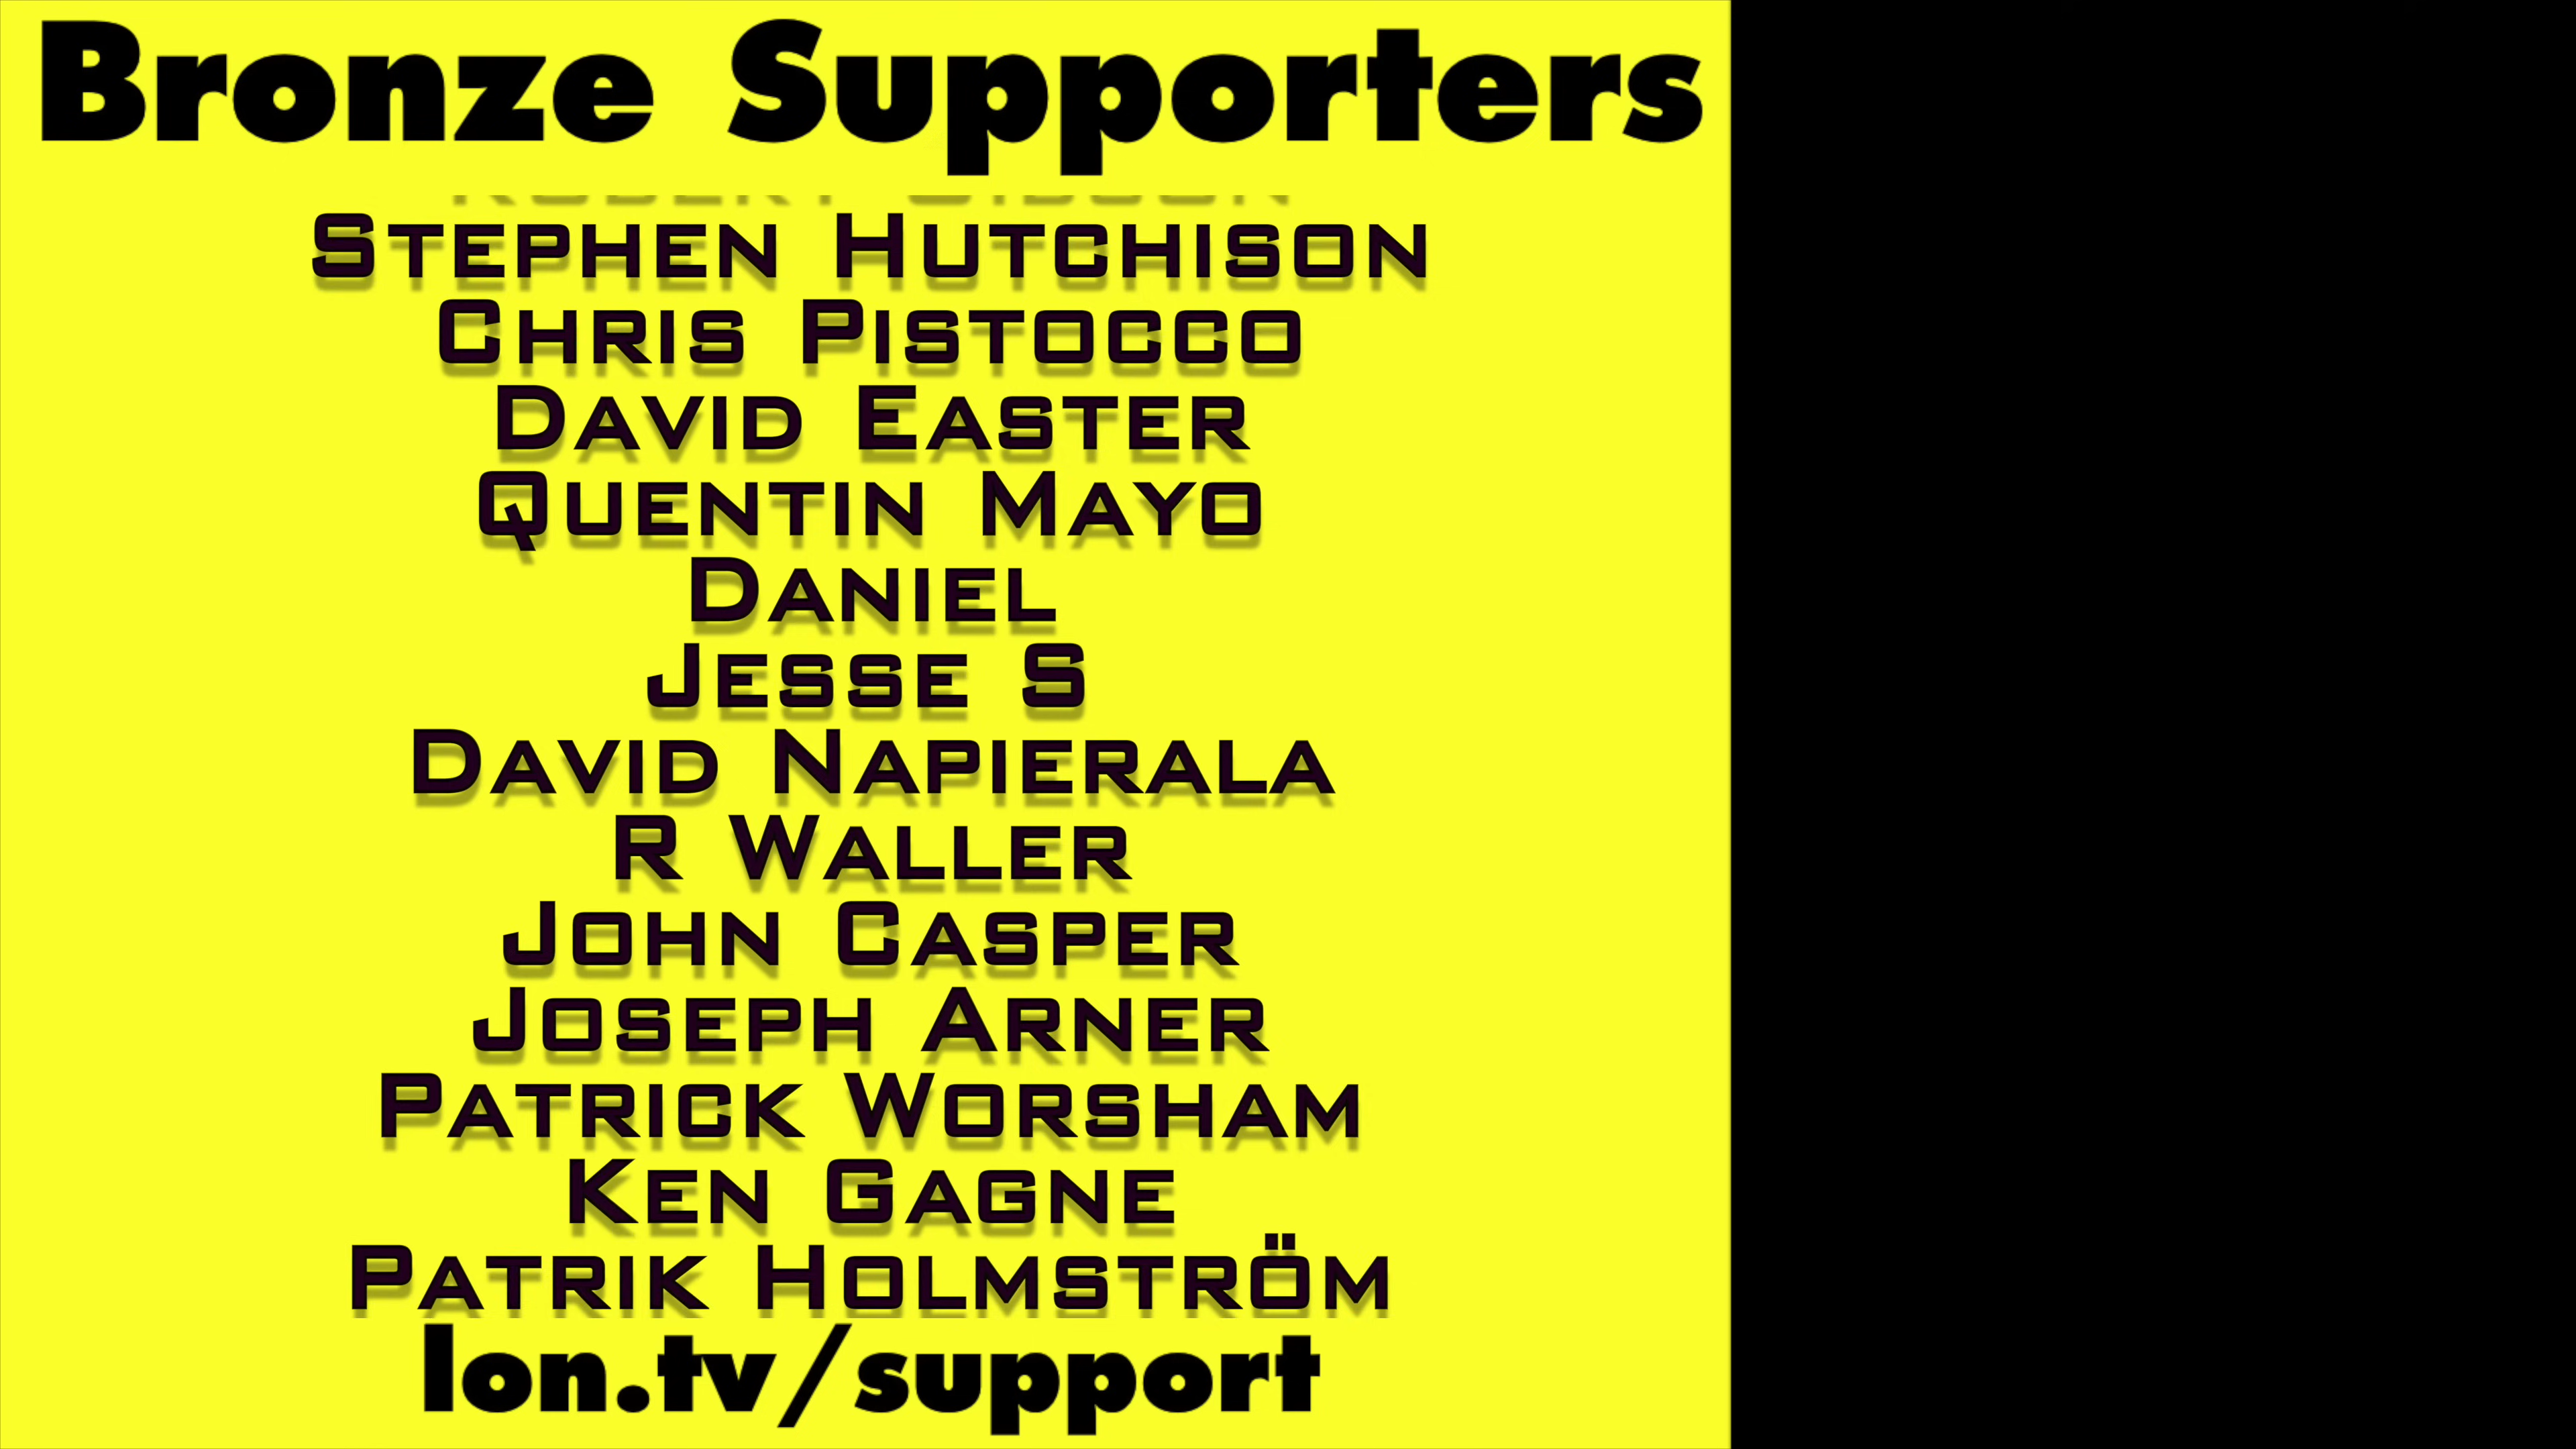 Bronze Supporters
Stephen Hutchison
Chris Pistocco
David Easter
Quentin Mayo
Daniel
Jesse S
David Napierala
R Waller
John Casper
Joseph Arner
Patrick Worsham
Ken Gagne
Patrik Holmström
lon.tv/support